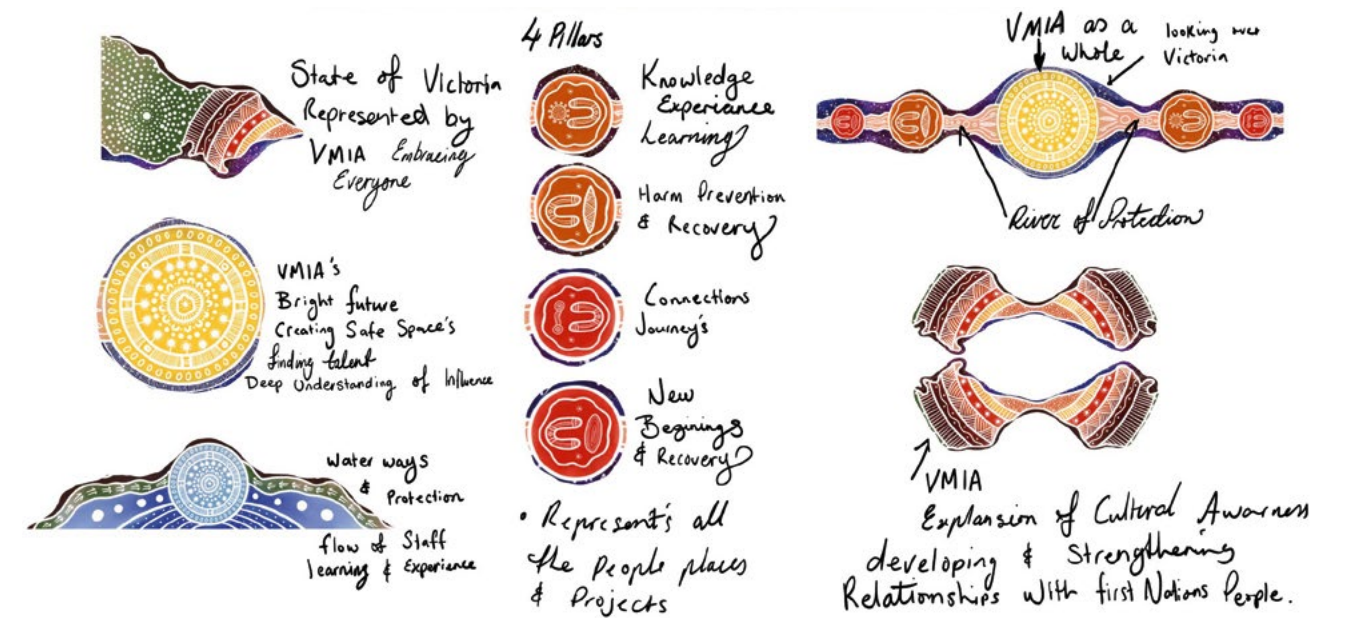 State of Victoria
Represented by
VMIA Embracing
Everyone
VMIA's
Bright future
Creating Safe Space's
finding talent
Deep Understanding of Influence
Water ways
& Protection
flow of Staff
learning & Experience
4 Pillars
Knowledge
Experience
Learning
Harm Prevention
& Recovery
Connections
Journey's
New
Beginings
& Recovery
• Represent's all
the People places
& Projects
VMIA as a
Whole
looking over
Victoria
River of Protection
VMIA
Explansion of Cultural Awarness
developing & Strengthening
Relationships With first Nations People.